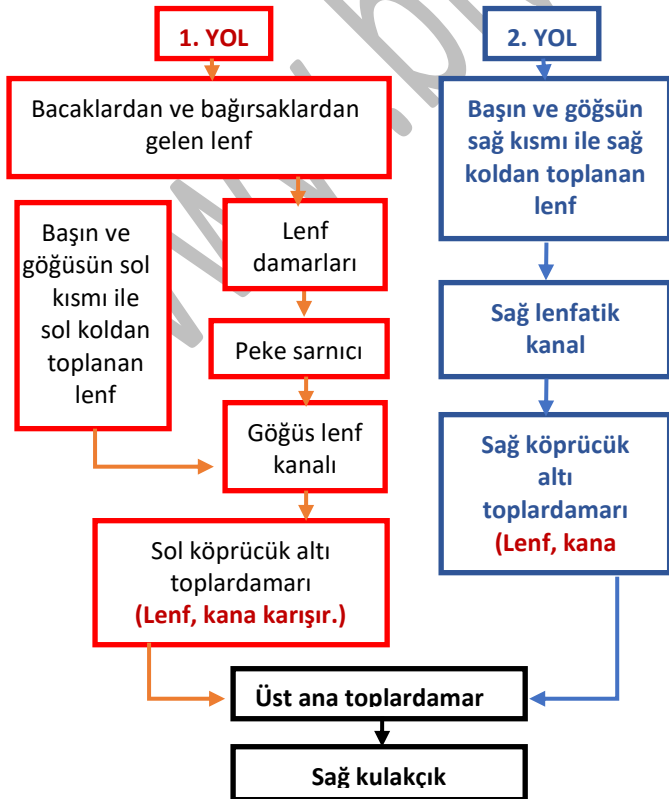 1. YOL
Bacaklardan ve bağırsaklardan
gelen lenf
Başın ve
göğüsün sol
kısmı ile
sol koldan
toplanan
lenf
Lenf
damarları
Peke sarnıcı
Göğüs lenf
kanalı
Sol köprücük altı
toplardamarı
(Lenf, kana karışır.)
2. YOL
Başın ve göğsün
sağ kısmı ile sağ
koldan toplanan
lenf
Sağ lenfatik
kanal
Sağ köprücük
altı
toplardamarı
(Lenf, kana
Üst ana toplardamar
Sağ kulakçık